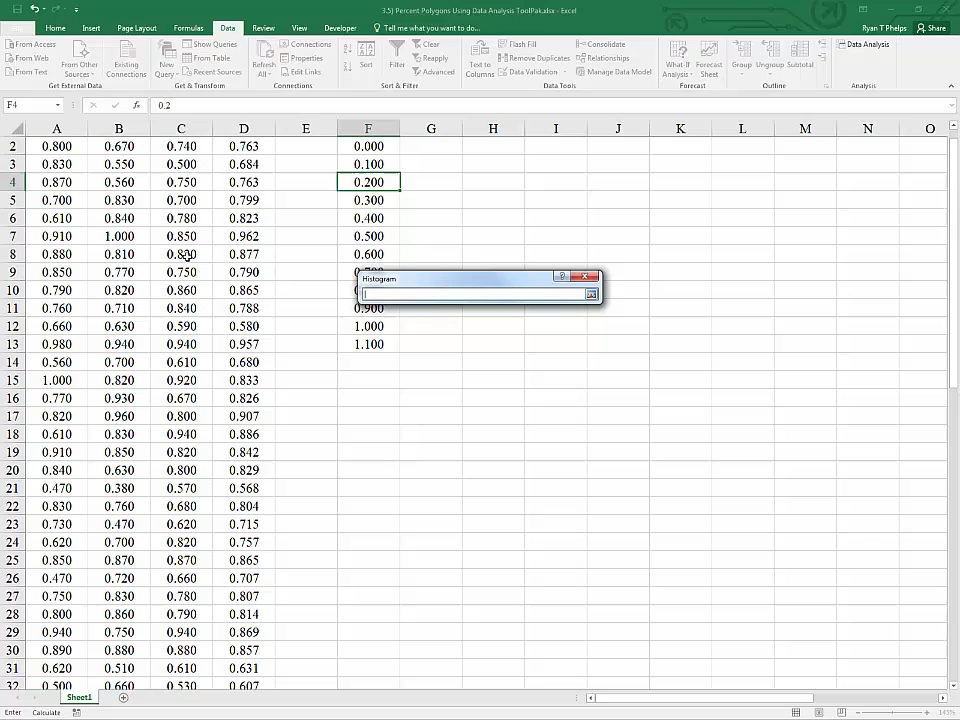 3.5) Percent Polygons Using Data Analysis ToolPak.xlsx - Excel
Home Insert Page Layout Formulas Data Review View Developer Tell me what you want to do... Ryan T Phelps Share
From Access
From Web
From Text
From Other Sources
Existing Connections
Get External Data
New Query
Show Queries
From Table
Recent Sources
Get & Transform
Refresh All
Connections
Properties
Edit Links
Connections
Sort
Filter
Clear
Reapply
Advanced
Sort & Filter
Text to Columns
Flash Fill
Remove Duplicates
Data Validation
Consolidate
Relationships
Manage Data Model
Data Tools
What-If Analysis
Forecast Sheet
Forecast
Group
Ungroup
Subtotal
Outline
Data Analysis
Analysis
F4 fx 0.2
A B C D E F G H I J K L M N O
2 0.800 0.670 0.740 0.763 0.000
3 0.830 0.550 0.500 0.684 0.100
4 0.870 0.560 0.750 0.763 0.200
5 0.700 0.830 0.700 0.799 0.300
6 0.610 0.840 0.780 0.823 0.400
7 0.910 1.000 0.850 0.962 0.500
8 0.880 0.810 0.877 0.600
9 0.850 0.770 0.750 0.790
Histogram
10 0.790 0.820 0.860 0.865
11 0.760 0.710 0.840 0.788 0.900
12 0.660 0.630 0.590 0.580 1.000
13 0.980 0.940 0.940 0.957 1.100
14 0.560 0.700 0.610 0.680
15 1.000 0.820 0.920 0.833
16 0.770 0.930 0.670 0.826
17 0.820 0.960 0.800 0.907
18 0.610 0.830 0.940 0.886
19 0.910 0.850 0.820 0.842
20 0.840 0.630 0.800 0.829
21 0.470 0.380 0.570 0.568
22 0.830 0.760 0.680 0.804
23 0.730 0.470 0.620 0.715
24 0.620 0.700 0.820 0.757
25 0.850 0.870 0.870 0.865
26 0.470 0.720 0.660 0.707
27 0.750 0.830 0.780 0.807
28 0.800 0.860 0.790 0.814
29 0.940 0.750 0.940 0.869
30 0.890 0.880 0.880 0.857
31 0.620 0.510 0.610 0.631
32 0.500 0.660 0.530 0.607
Sheet1
Enter Calculate 145%